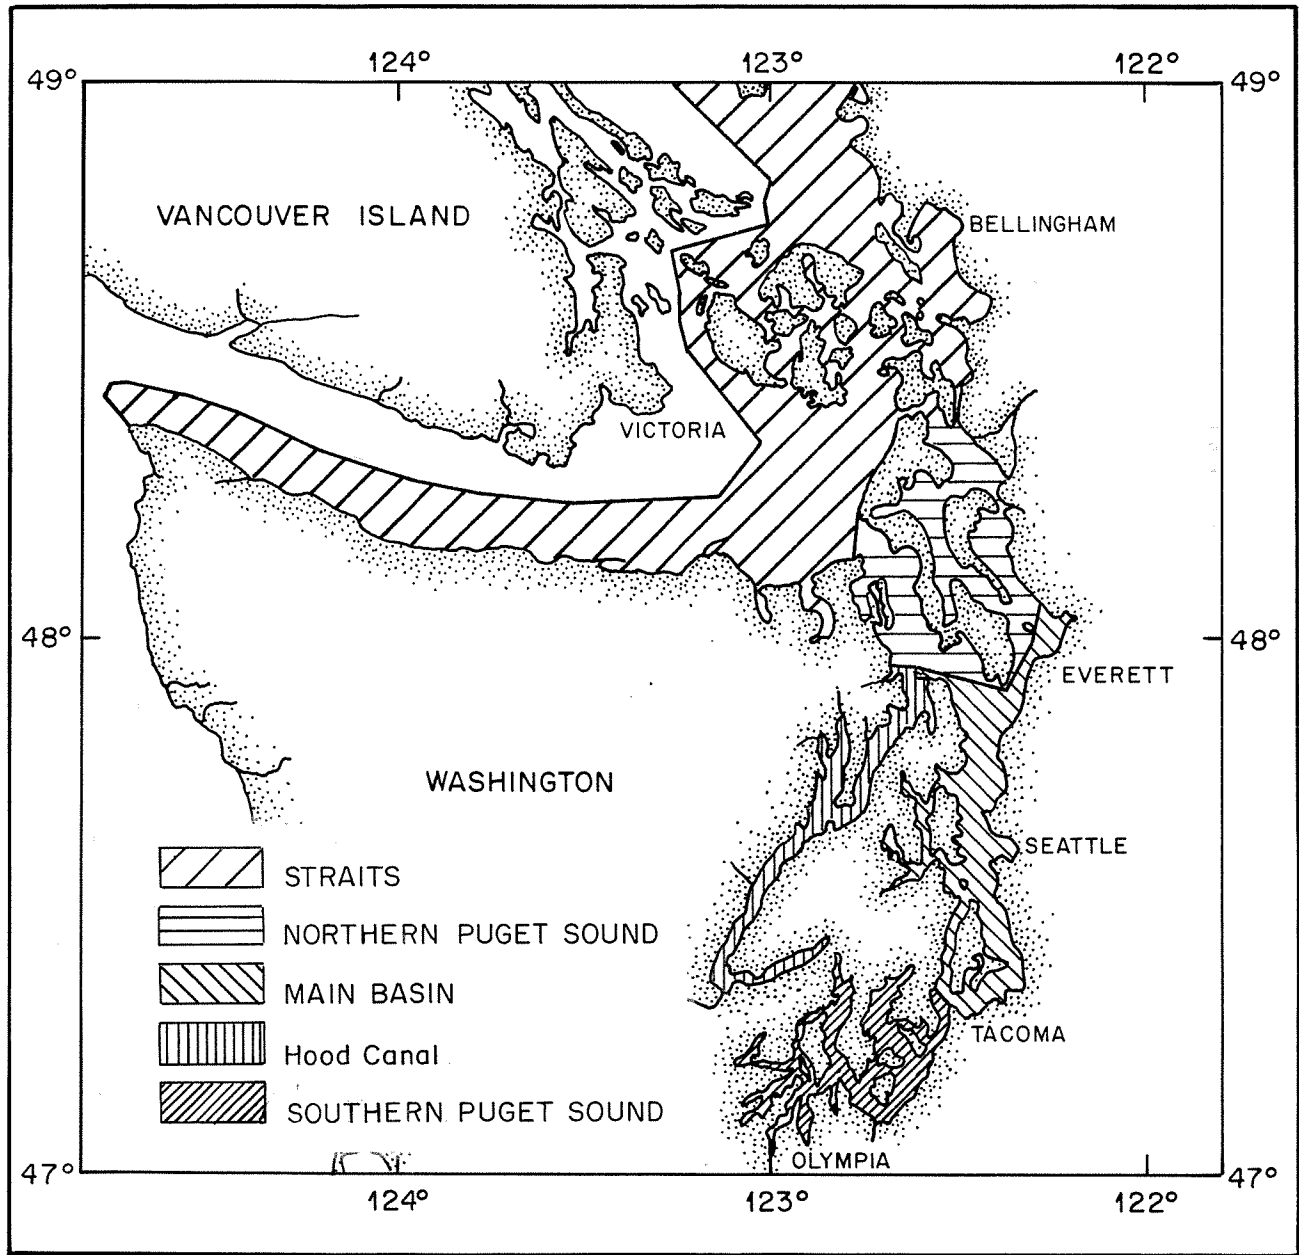 124°
123°
122°
49°
49°
VANCOUVER ISLAND
BELLINGHAM
VICTORIA
48°
48°
EVERETT
WASHINGTON
SEATTLE
STRAITS
NORTHERN PUGET SOUND
MAIN BASIN
TACOMA
Hood Canal
SOUTHERN PUGET SOUND
OLYMPIA
47°
47°
124°
123°
122°